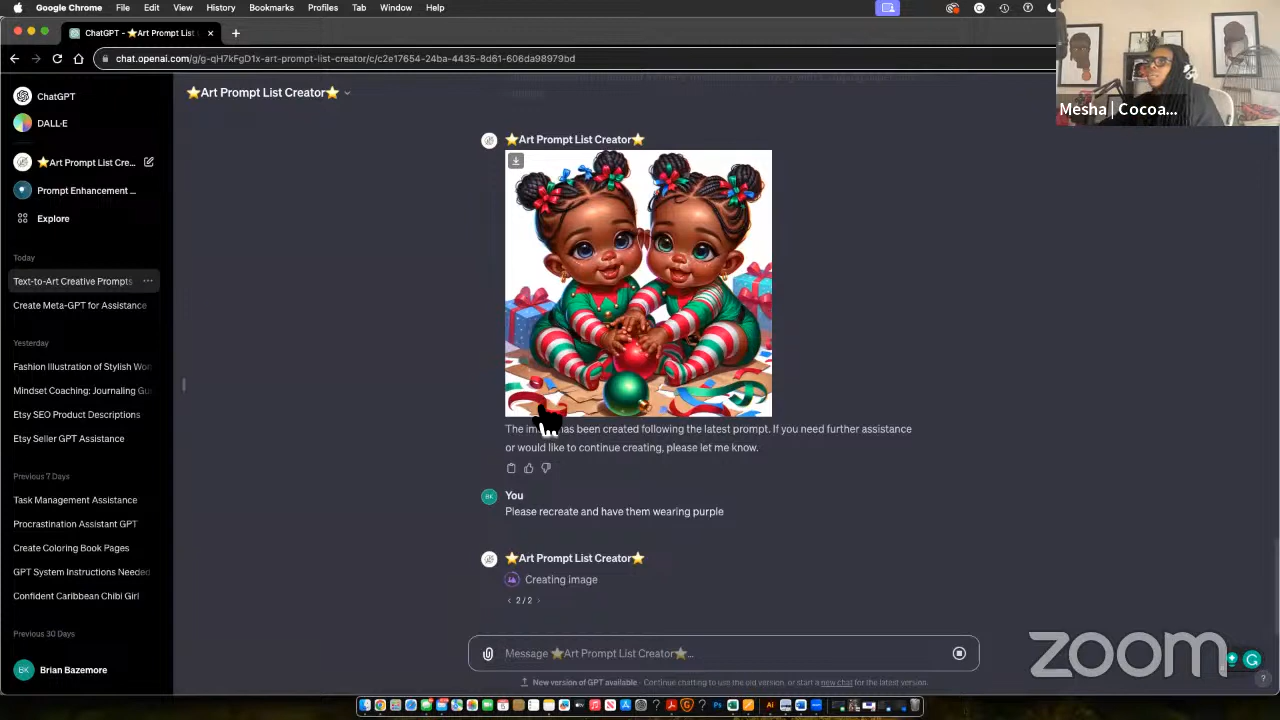 Google Chrome File Edit View History Bookmarks Profiles Tab Window Help
ChatGPT - ⭐Art Prompt List
chat.openai.com/g/g-qH7kFgD1x-art-prompt-list-creator/c/c2e17654-24ba-4435-8d61-606da98979bd
Mesha | Cocoa...
ChatGPT
DALL·E
⭐Art Prompt List Cre...
Prompt Enhancement ...
Explore
Today
Text-to-Art Creative Prompts
Create Meta-GPT for Assistance
Yesterday
Fashion Illustration of Stylish Wor
Mindset Coaching: Journaling Gu
Etsy SEO Product Descriptions
Etsy Seller GPT Assistance
Previous 7 Days
Task Management Assistance
Procrastination Assistant GPT
Create Coloring Book Pages
GPT System Instructions Needed
Confident Caribbean Chibi Girl
Previous 30 Days
BK Brian Bazemore
⭐Art Prompt List Creator⭐
⭐Art Prompt List Creator⭐
The has been created following the latest prompt. If you need further assistance
or would like to continue creating, please let me know.
BK You
Please recreate and have them wearing purple
⭐Art Prompt List Creator⭐
Creating image
2/2
Message ⭐Art Prompt List Creator⭐...
New version of GPT available - Continue chatting to use the old version, or start a new chat for the latest version.
zoom
?